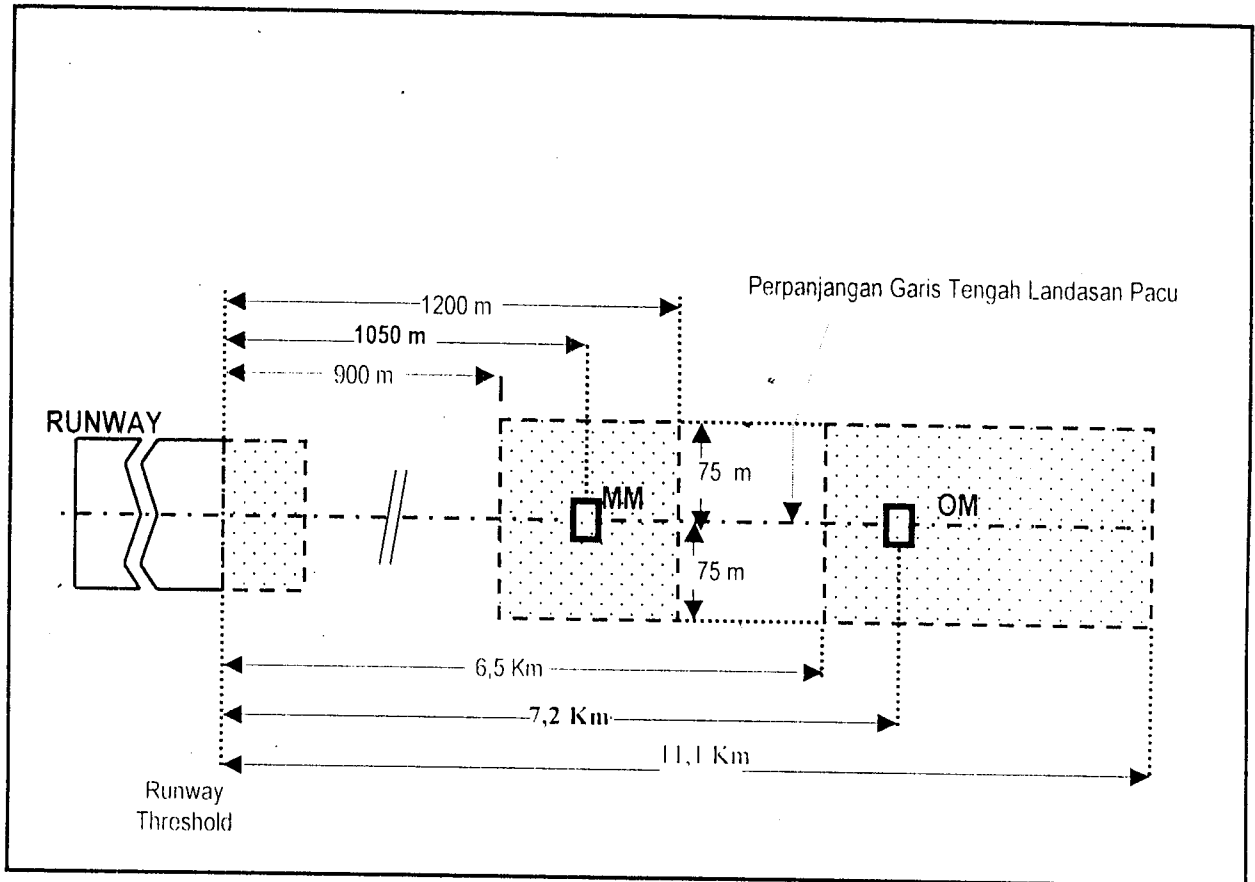 1200 m
Perpanjangan Garis Tengah Landasan Pacu
1050 m
900 m
RUNWAY
75 m
MM
OM
75 m
6,5 Km
7,2 Km
11,1 Km
Runway
Threshold